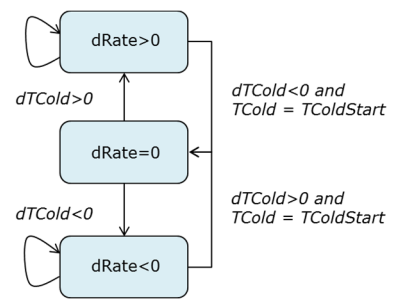 dRate>0
dTCold>0
dTCold<0 and
TCold = TColdStart
dRate=0
dTCold<0
dTCold>0 and
TCold = TColdStart
dRate<0